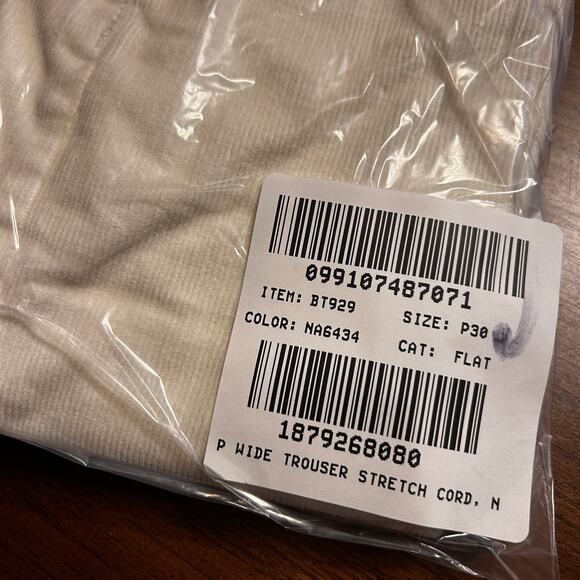 099107487071
ITEM: BT929 SIZE: P30
COLOR: NA6434 CAT: FLAT
1879268080
P WIDE TROUSER STRETCH CORD, N